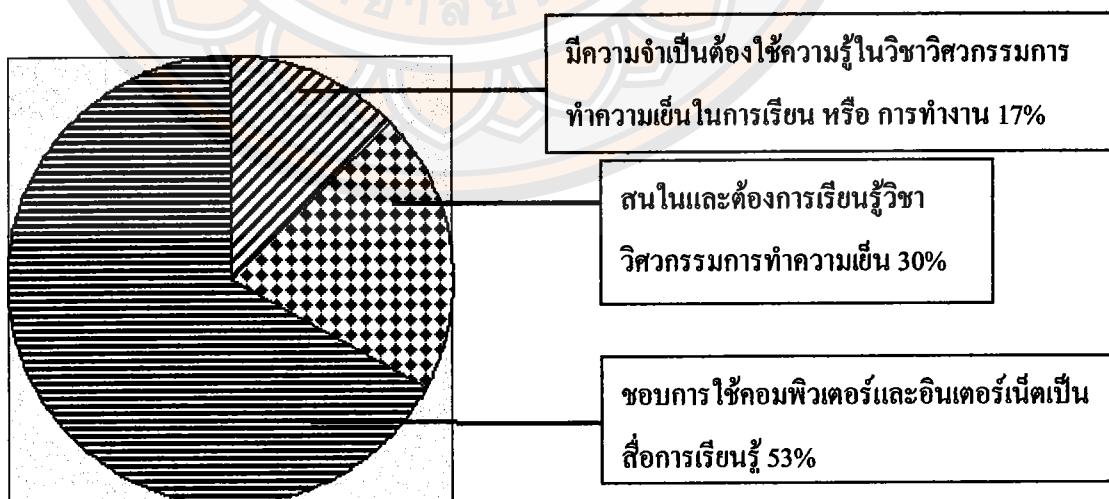 มีความจำเป็นต้องใช้ความรู้ในวิชาวิศวกรรมการ
ทำความเย็นในการเรียน หรือ การทำงาน 17%
สนในและต้องการเรียนรู้วิชา
วิศวกรรมการทำความเย็น 30%
ชอบการใช้คอมพิวเตอร์และอินเตอร์เน็ตเป็น
สื่อการเรียนรู้ 53%